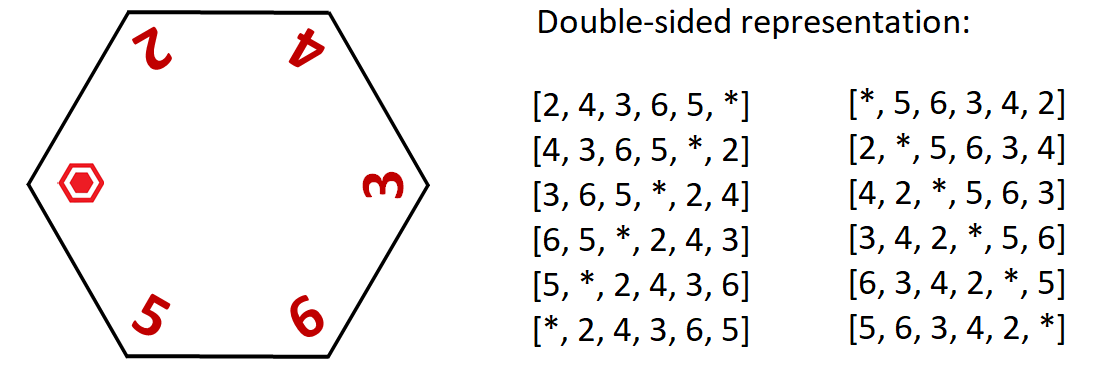 Double-sided representation:
2 4
3
5 6
[2, 4, 3, 6, 5, *] [*, 5, 6, 3, 4, 2]
[4, 3, 6, 5, *, 2] [2, *, 5, 6, 3, 4]
[3, 6, 5, *, 2, 4] [4, 2, *, 5, 6, 3]
[6, 5, *, 2, 4, 3] [3, 4, 2, *, 5, 6]
[5, *, 2, 4, 3, 6] [6, 3, 4, 2, *, 5]
[*, 2, 4, 3, 6, 5] [5, 6, 3, 4, 2, *]